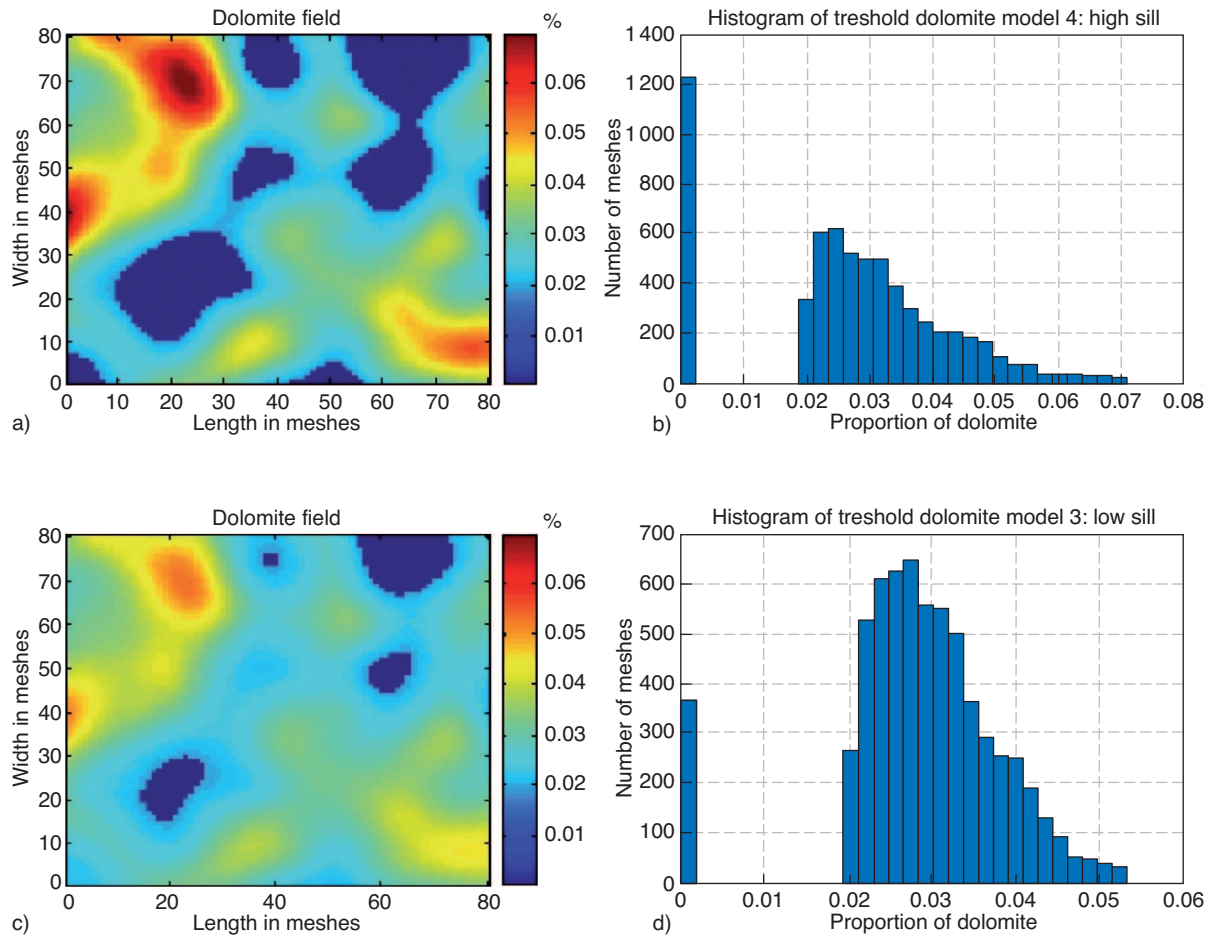 Dolomite field
%
80
70
60
50
40
30
20
10
0
Width in meshes
0 10 20 30 40 50 60 70 80
Length in meshes
0.06
0.05
0.04
0.03
0.02
0.01
a)
Histogram of treshold dolomite model 4: high sill
1400
1200
1000
800
600
400
200
0
Number of meshes
0 0.01 0.02 0.03 0.04 0.05 0.06 0.07 0.08
Proportion of dolomite
b)
Dolomite field
%
80
70
60
50
40
30
20
10
0
Width in meshes
0 20 40 60 80
Length in meshes
0.06
0.05
0.04
0.03
0.02
0.01
c)
Histogram of treshold dolomite model 3: low sill
700
600
500
400
300
200
100
0
Number of meshes
0 0.01 0.02 0.03 0.04 0.05 0.06
Proportion of dolomite
d)